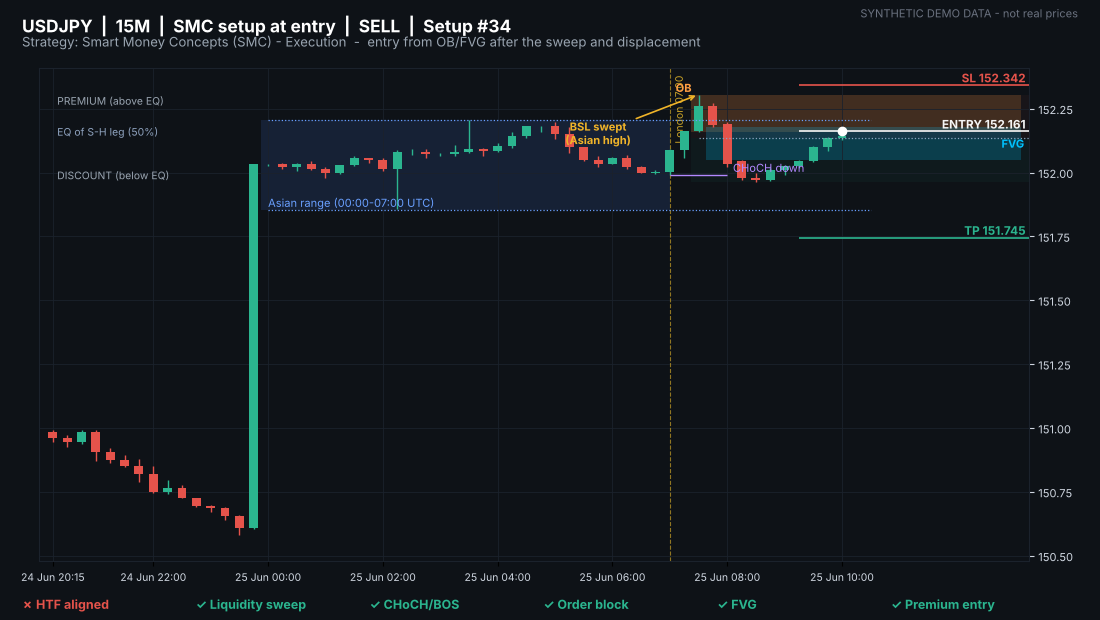 USDJPY | 15M | SMC setup at entry | SELL | Setup #34
SYNTHETIC DEMO DATA - not real prices
Strategy: Smart Money Concepts (SMC) - Execution - entry from OB/FVG after the sweep and displacement
SL 152.342
OB
PREMIUM (above EQ)
London 07:00
152.25
BSL swept
(Asian high)
ENTRY 152.161
EQ of S-H leg (50%)
FVG
CHoCH down
DISCOUNT (below EQ)
152.00
Asian range (00:00-07:00 UTC)
TP 151.745
151.75
151.50
151.25
151.00
150.75
150.50
24 Jun 20:15
24 Jun 22:00
25 Jun 00:00
25 Jun 02:00
25 Jun 04:00
25 Jun 06:00
25 Jun 08:00
25 Jun 10:00
× HTF aligned
✓ Liquidity sweep
✓ CHoCH/BOS
✓ Order block
✓ FVG
✓ Premium entry